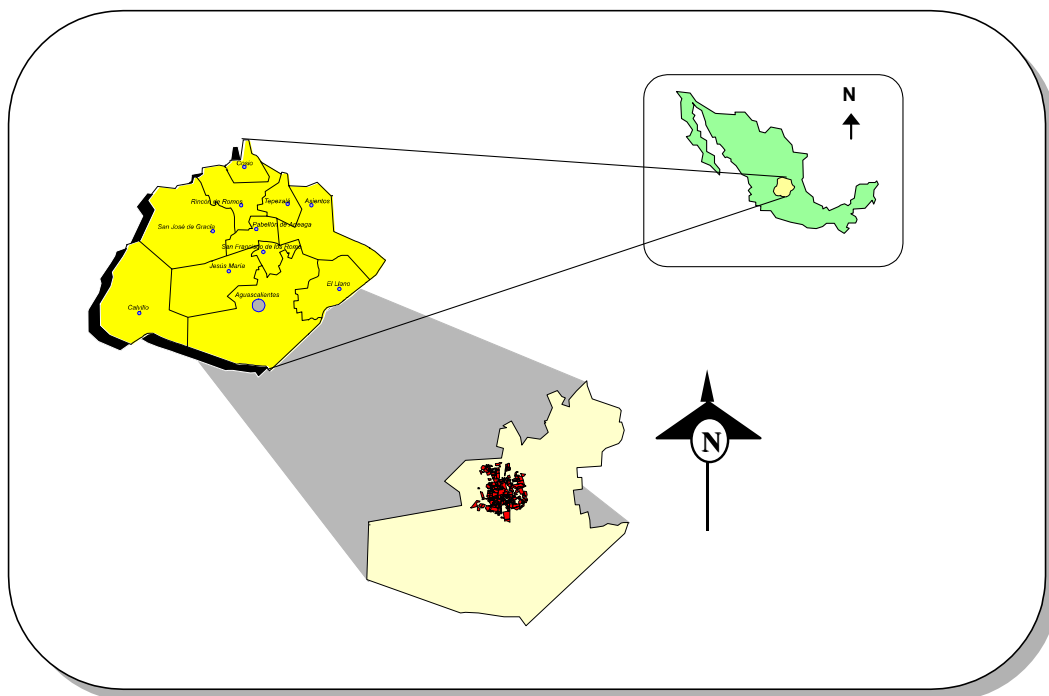 N
Cosio
Rincón de Romos
Tepezalá
Asientos
San José de Gracia
Pabellón de Arteaga
San Francisco de los Romo
Jesús María
El Llano
Aguascalientes
Calvillo
N